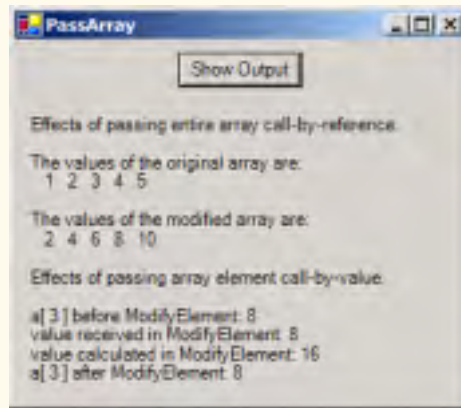 PassArray
Show Output
Effects of passing entire array call-by-reference:
The values of the original array are:
1 2 3 4 5
The values of the modified array are:
2 4 6 8 10
Effects of passing array element call-by-value:
a[ 3 ] before ModifyElement: 8
value received in ModifyElement: 8
value calculated in ModifyElement: 16
a[ 3 ] after ModifyElement: 8